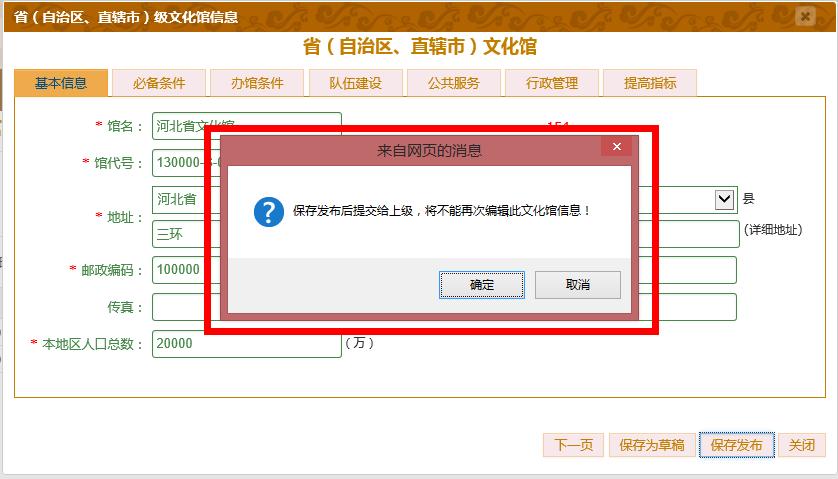 省（自治区、直辖市）级文化馆信息
省（自治区、直辖市）文化馆
基本信息 必备条件 办馆条件 队伍建设 公共服务 行政管理 提高指标
* 馆名： 河北省文化馆
* 馆代号： 130000-
* 地址： 河北省 县
三环 (详细地址)
* 邮政编码： 100000
传真：
* 本地区人口总数： 20000 (万)
来自网页的消息
保存发布后提交给上级，将不能再次编辑此文化馆信息！
确定 取消
下一页 保存为草稿 保存发布 关闭